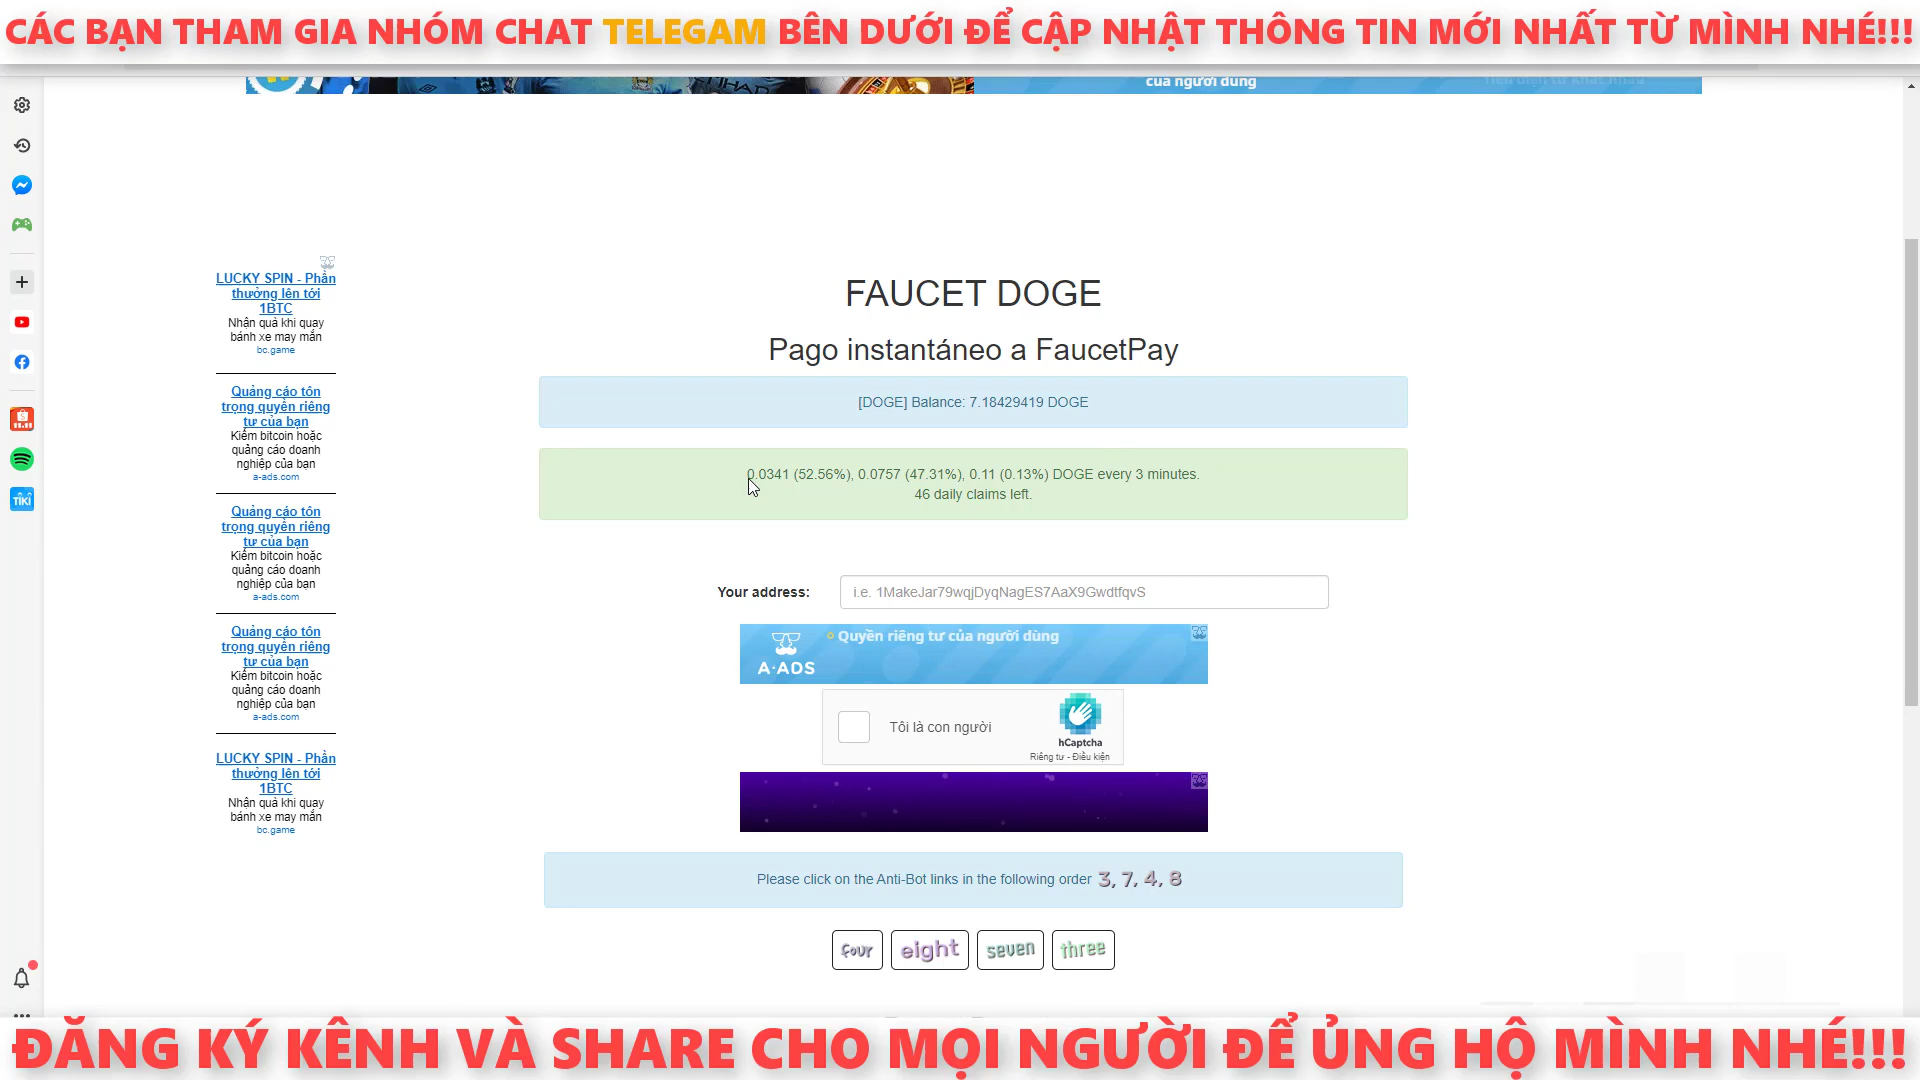 CÁC BẠN THAM GIA NHÓM CHAT TELEGAM BÊN DƯỚI ĐỂ CẬP NHẬT THÔNG TIN MỚI NHẤT TỪ MÌNH NHÉ!!!
của người dùng
LUCKY SPIN - Phần
thưởng lên tới
1BTC
Nhận quà khi quay
bánh xe may mắn
bc.game
Quảng cáo tôn
trọng quyền riêng
tư của bạn
Kiếm bitcoin hoặc
quảng cáo doanh
nghiệp của bạn
a-ads.com
Quảng cáo tôn
trọng quyền riêng
tư của bạn
Kiếm bitcoin hoặc
quảng cáo doanh
nghiệp của bạn
a-ads.com
Quảng cáo tôn
trọng quyền riêng
tư của bạn
Kiếm bitcoin hoặc
quảng cáo doanh
nghiệp của bạn
a-ads.com
LUCKY SPIN - Phần
thưởng lên tới
1BTC
Nhận quà khi quay
bánh xe may mắn
bc.game
11.11
TIKI
FAUCET DOGE
Pago instantáneo a FaucetPay
[DOGE] Balance: 7.18429419 DOGE
0.0341 (52.56%), 0.0757 (47.31%), 0.11 (0.13%) DOGE every 3 minutes.
46 daily claims left.
Your address: i.e. 1MakeJar79wqjDyqNagES7AaX9GwdtfqvS
Quyền riêng tư của người dùng
A-ADS
Tôi là con người
hCaptcha
Riêng tư - Điều kiện
Please click on the Anti-Bot links in the following order 3, 7, 4, 8
four eight seven three
ĐĂNG KÝ KÊNH VÀ SHARE CHO MỌI NGƯỜI ĐỂ ỦNG HỘ MÌNH NHÉ!!!